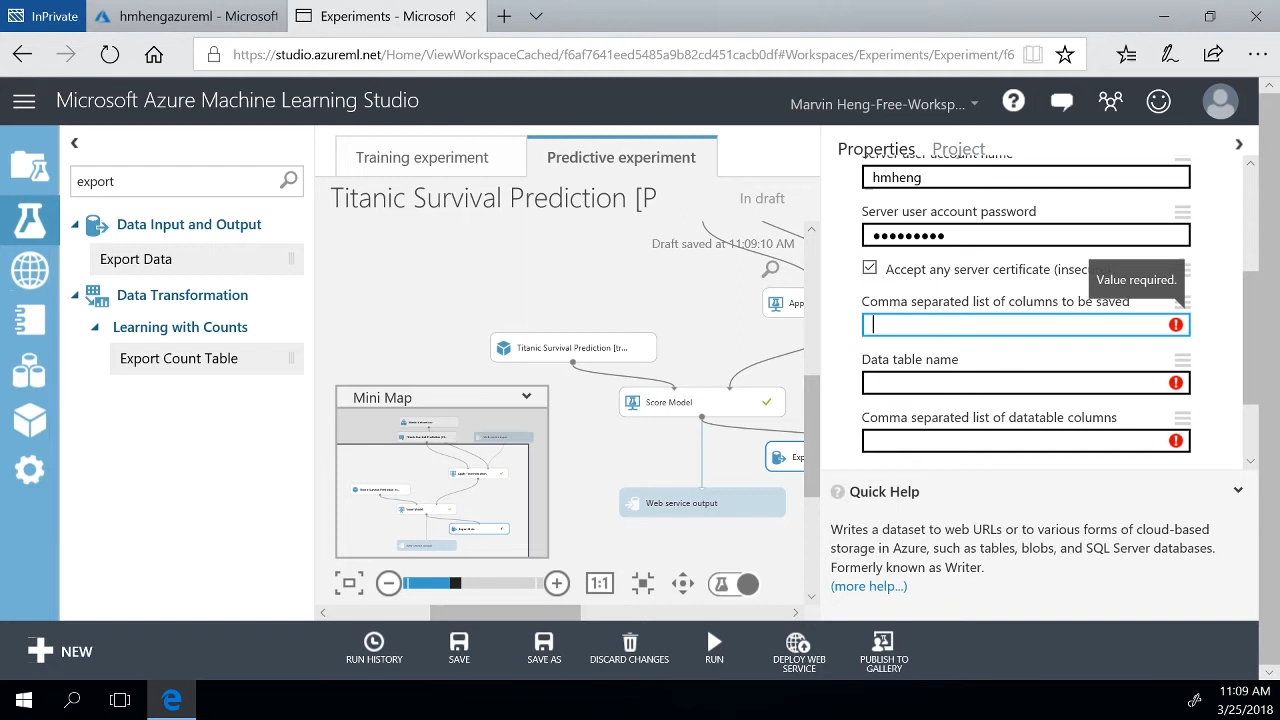 InPrivate
hmhengazureml - Microsoft
Experiments - Microsof
https://studio.azureml.net/Home/ViewWorkspaceCached/f6af7641eed5485a9b82cd451cacb0df#Workspaces/Experiments/Experiment/f6
Microsoft Azure Machine Learning Studio
Marvin Heng-Free-Worksp...
export
Data Input and Output
Export Data
Data Transformation
Learning with Counts
Export Count Table
Training experiment
Predictive experiment
Titanic Survival Prediction [P
In draft
Draft saved at 11:09:10 AM
App
Titanic Survival Prediction [tr...
Score Model
Exp
Web service output
Mini Map
1:1
Properties
Project
Server user account name
hmheng
Server user account password
•••••••••
Accept any server certificate (insec
Value required.
Comma separated list of columns to be saved
Data table name
Comma separated list of datatable columns
Quick Help
Writes a dataset to web URLs or to various forms of cloud-based
storage in Azure, such as tables, blobs, and SQL Server databases.
Formerly known as Writer.
(more help...)
NEW
RUN HISTORY
SAVE
SAVE AS
DISCARD CHANGES
RUN
DEPLOY WEB
SERVICE
PUBLISH TO
GALLERY
11:09 AM
3/25/2018